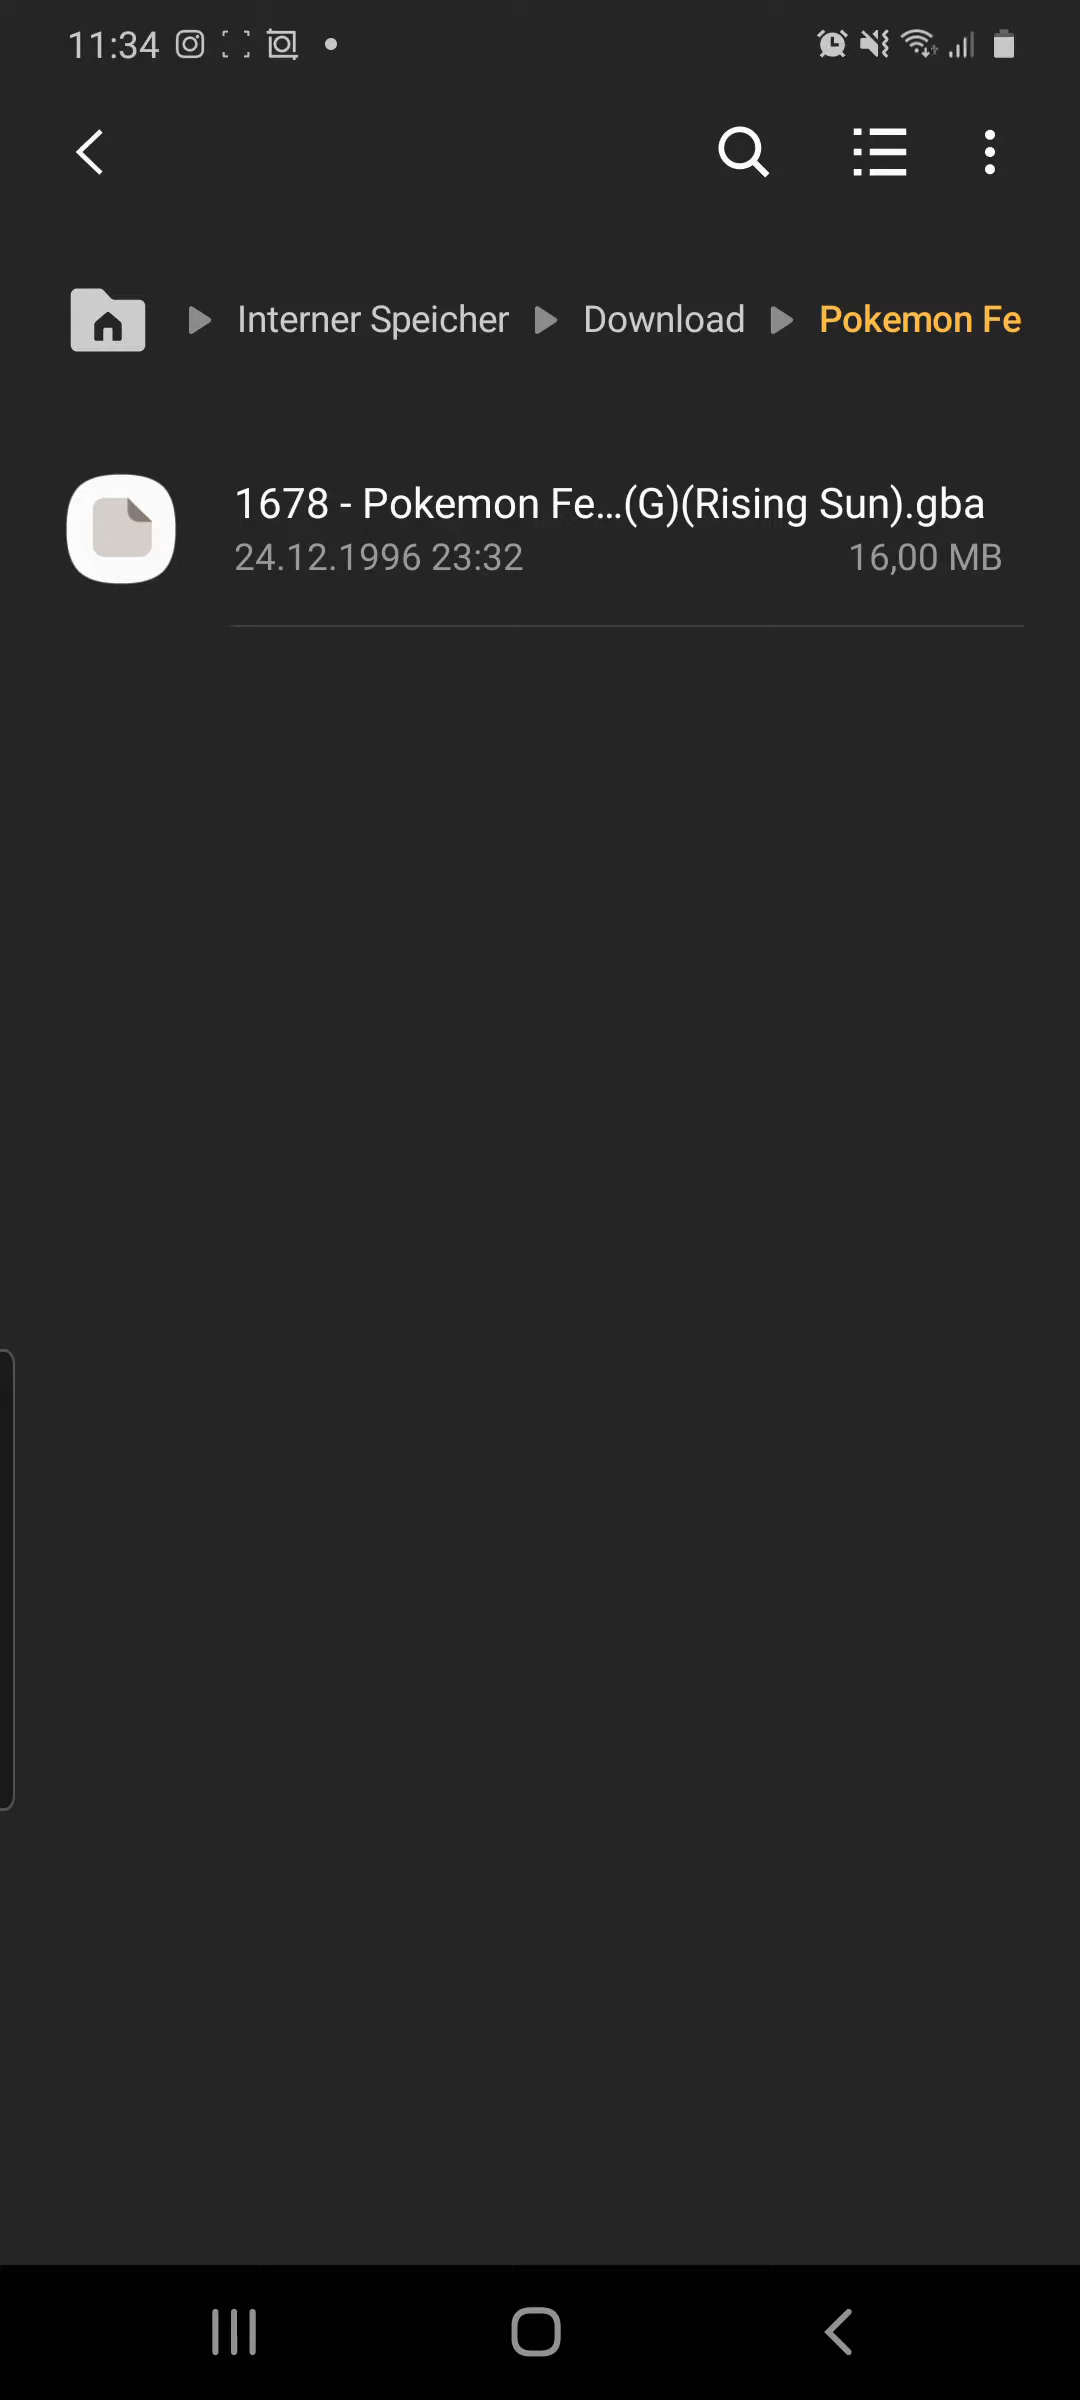 11:34
Interner Speicher Download Pokemon Fe
1678 - Pokemon Fe...(G)(Rising Sun).gba
24.12.1996 23:32 16,00 MB